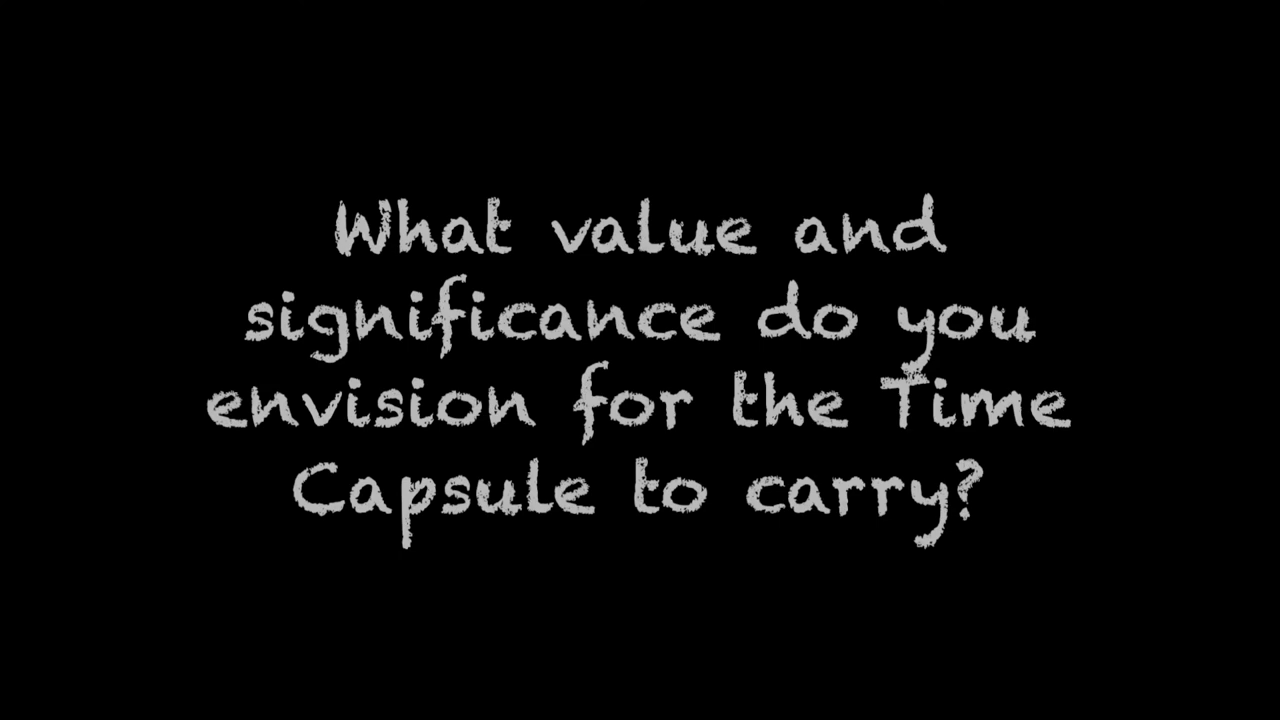 What value and
significance do you
envision for the Time
Capsule to carry?